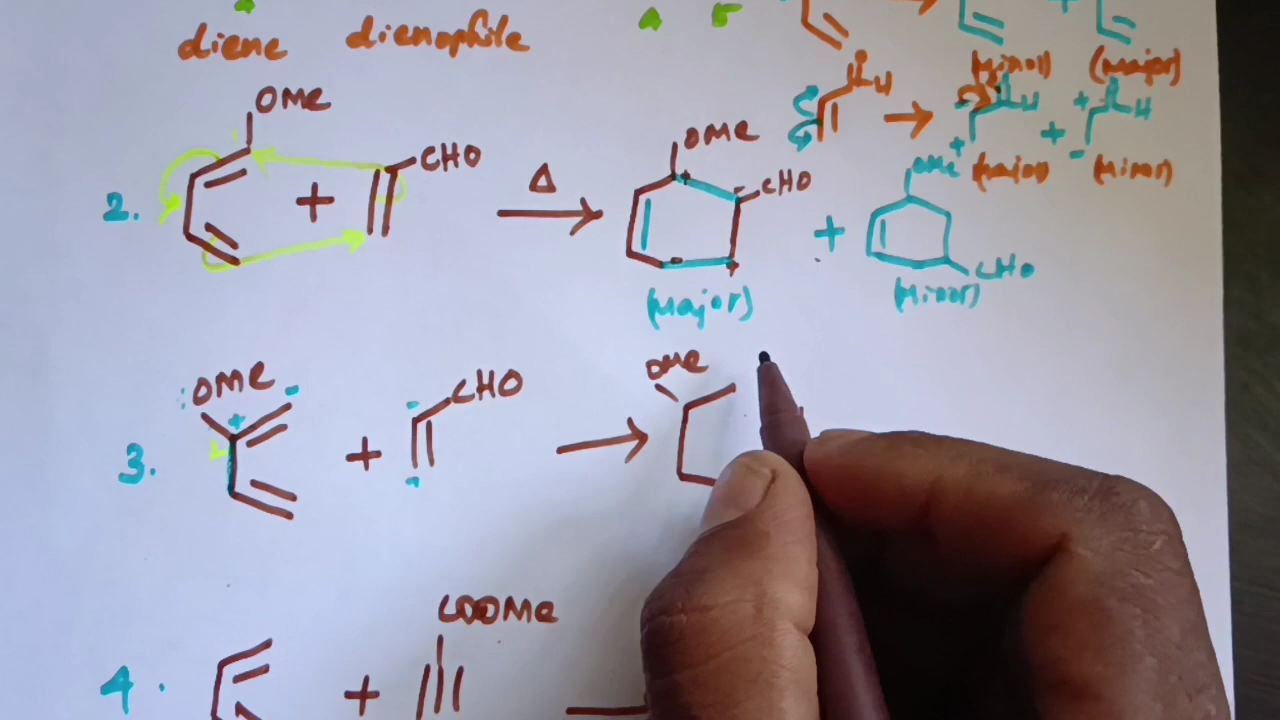 diene dienophile
(Minor) (Major)
OMe
CHO
2. + Δ
OMe
CHO
(Major)
+
OMe
CHO
(Minor)
H
H + H
(Major) (Minor)
3. :OMe + CHO
OMe
4. + COOMe